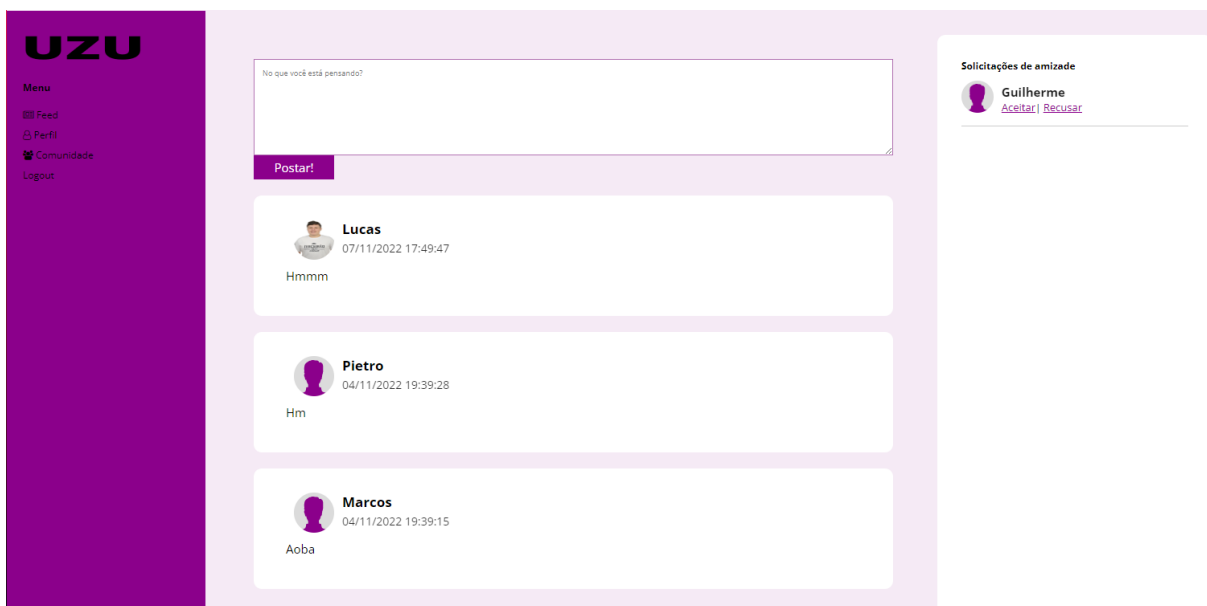 UZU
Menu
Feed
Perfil
Comunidade
Logout
No que você está pensando?
Postar!
Lucas
07/11/2022 17:49:47
Hmmm
Pietro
04/11/2022 19:39:28
Hm
Marcos
04/11/2022 19:39:15
Aoba
Solicitações de amizade
Guilherme
Aceitar| Recusar